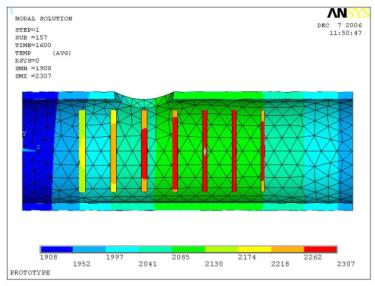 1
NODAL SOLUTION
ANSYS
DEC 7 2006
11:50:47
STEP=1
SUB =157
TIME=1600
TEMP (AVG)
RSYS=0
SMN =1908
SMX =2307
Y
Z
1908 1997 2085 2174 2262
1952 2041 2130 2218 2307
PROTOTYPE